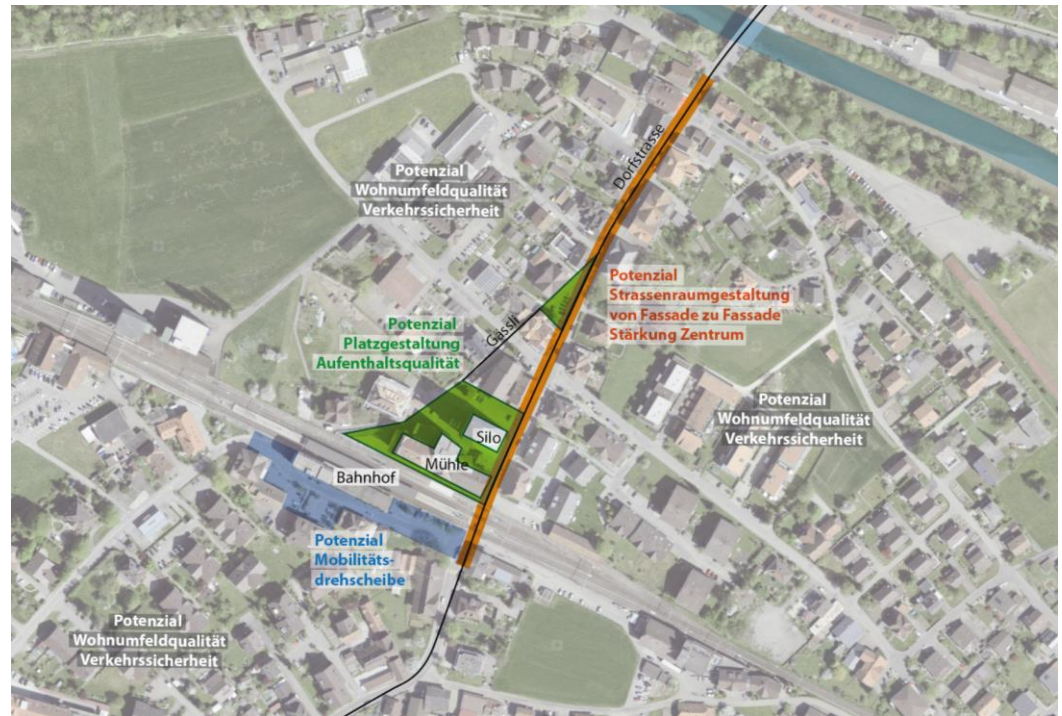 Dorfstrasse
Potenzial
Wohnumfeldqualität
Verkehrssicherheit
Potenzial
Strassenraumgestaltung
von Fassade zu Fassade
Stärkung Zentrum
Potenzial
Platzgestaltung
Aufenthaltsqualität
Gässli
Potenzial
Wohnumfeldqualität
Verkehrssicherheit
Silo
Mühle
Bahnhof
Potenzial
Mobilitäts-
drehscheibe
Potenzial
Wohnumfeldqualität
Verkehrssicherheit